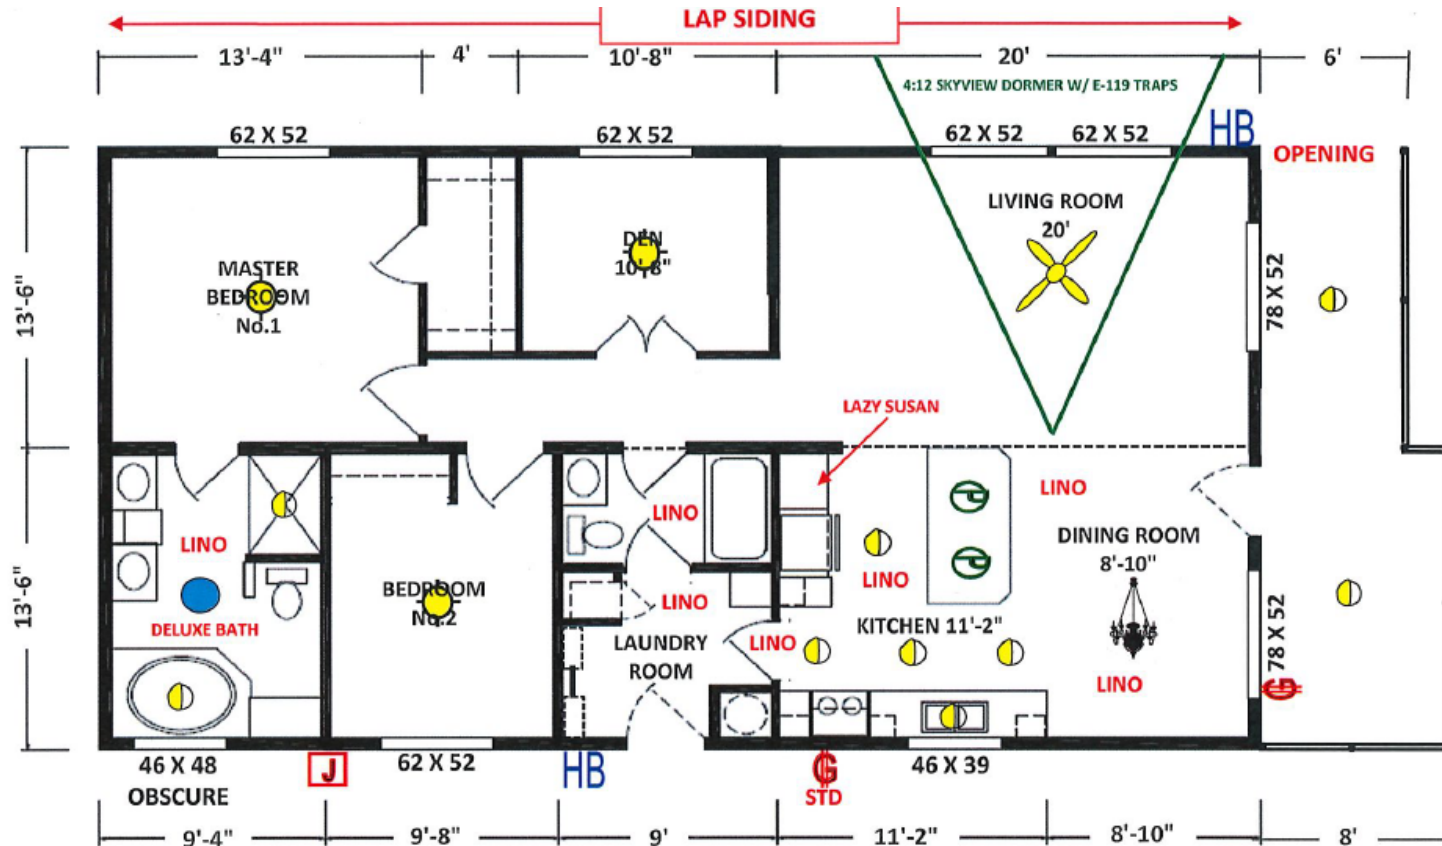 LAP SIDING
13'-4"
4'
10'-8"
20'
6'
4:12 SKYVIEW DORMER W/ E-119 TRAPS
62 X 52
62 X 52
62 X 52
62 X 52
HB
OPENING
13'-6"
MASTER
BEDROOM
No.1
DEN
10'-8"
LIVING ROOM
20'
78 X 52
LAZY SUSAN
13'-6"
LINO
DELUXE BATH
BEDROOM
No.2
LINO
LINO
LAUNDRY
ROOM
LINO
LINO
KITCHEN 11'-2"
LINO
DINING ROOM
8'-10"
LINO
78 X 52
G
46 X 48
OBSCURE
J
62 X 52
HB
G
STD
46 X 39
9'-4"
9'-8"
9'
11'-2"
8'-10"
8'